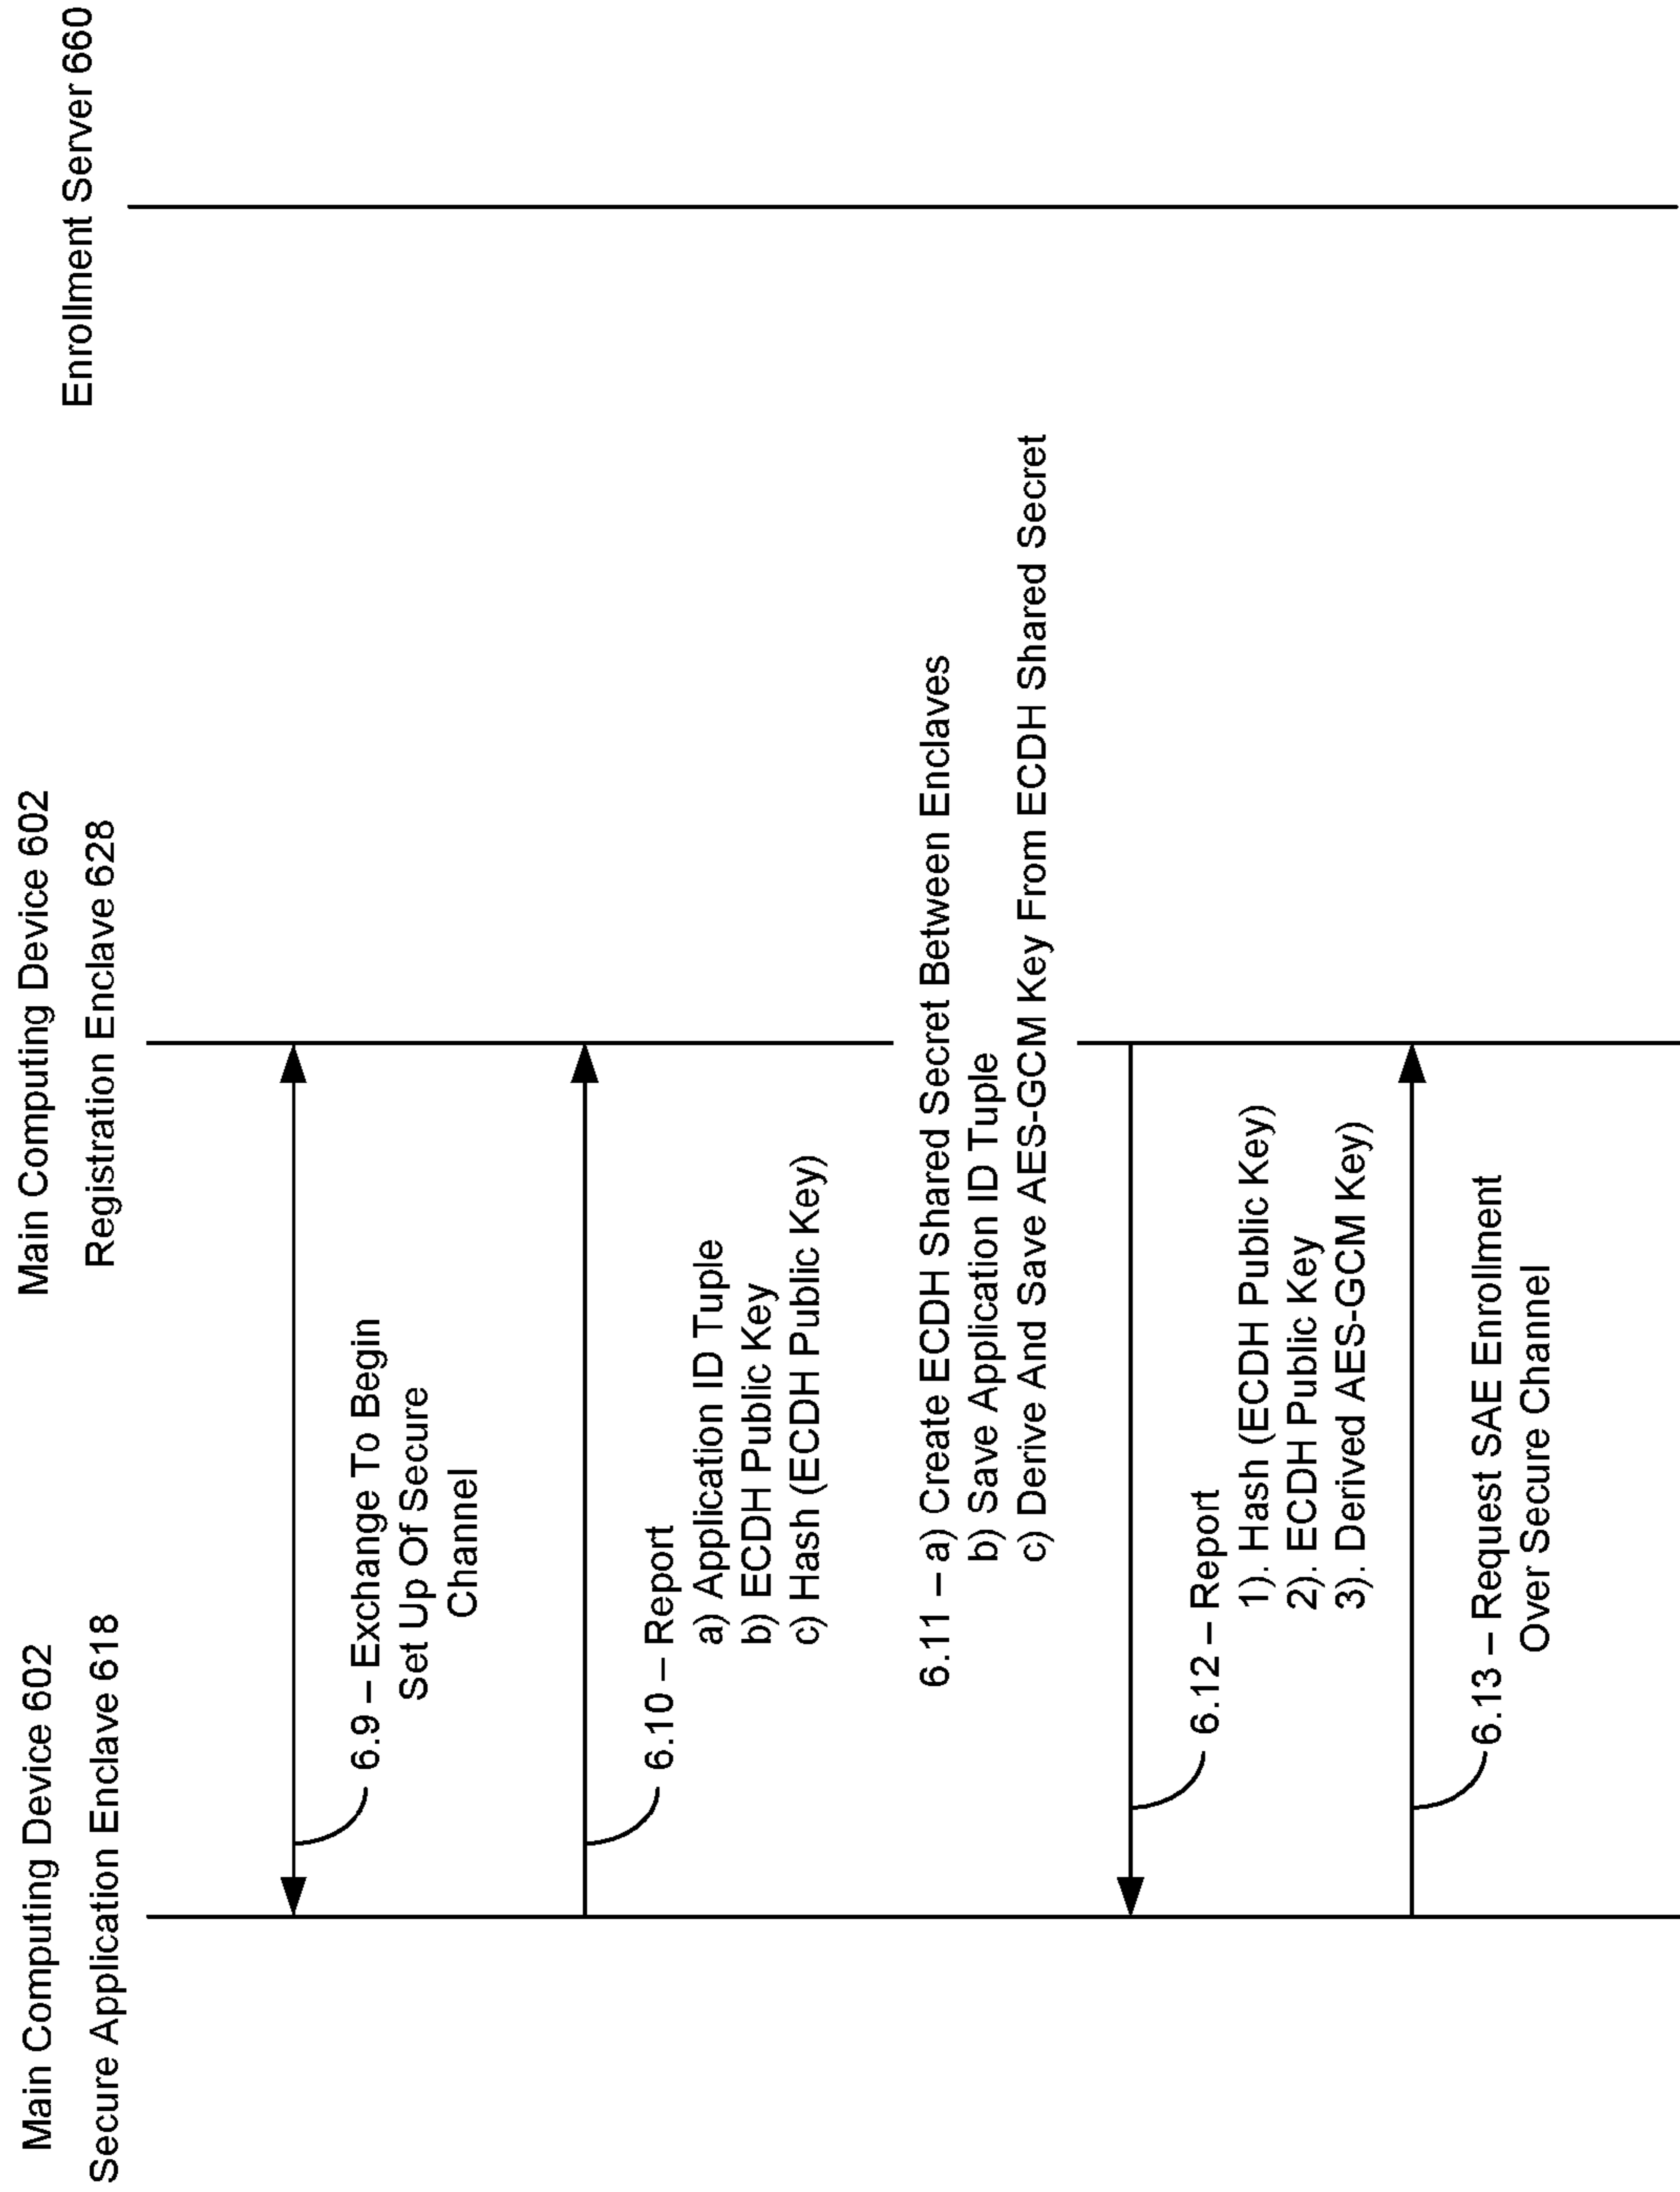 Main Computing Device 602
Secure Application Enclave 618
Main Computing Device 602
Registration Enclave 628
Enrollment Server 660
6.9 – Exchange To Begin
Set Up Of Secure
Channel
6.10 – Report
a) Application ID Tuple
b) ECDH Public Key
c) Hash (ECDH Public Key)
6.11 – a) Create ECDH Shared Secret Between Enclaves
b) Save Application ID Tuple
c) Derive And Save AES-GCM Key From ECDH Shared Secret
6.12 – Report
1). Hash (ECDH Public Key)
2). ECDH Public Key
3). Derived AES-GCM Key)
6.13 – Request SAE Enrollment
Over Secure Channel